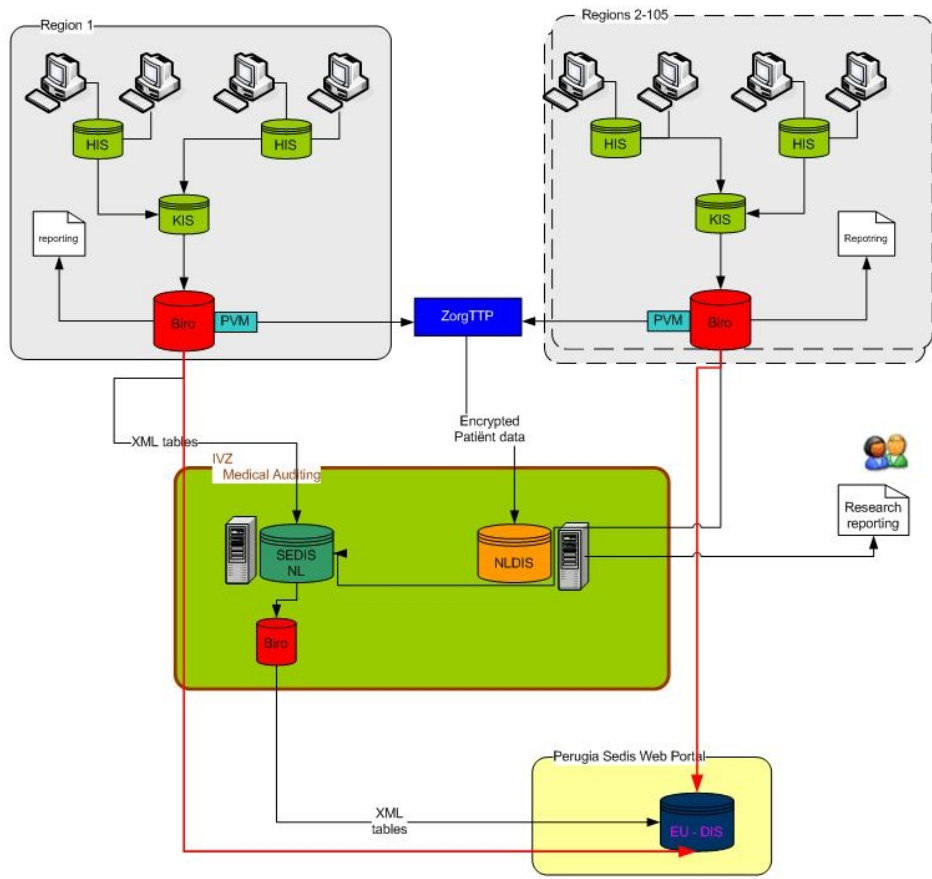 Region 1
Regions 2-105
HIS
HIS
HIS
HIS
KIS
KIS
reporting
Repotring
Biro
PVM
ZorgTTP
PVM
Biro
XML tables
Encrypted
Patiënt data
IVZ
Medical Auditing
SEDIS
NL
NLDIS
Research
reporting
Biro
Perugia Sedis Web Portal
XML
tables
EU - DIS